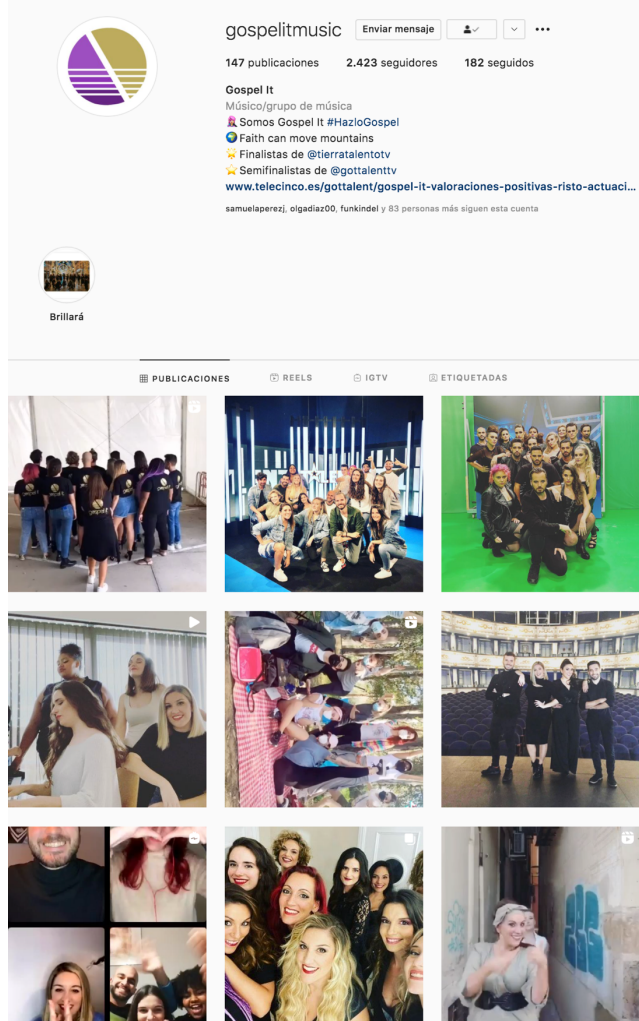 gospelitmusic Enviar mensaje
147 publicaciones 2.423 seguidores 182 seguidos
Gospel It
Músico/grupo de música
Somos Gospel It #HazloGospel
Faith can move mountains
Finalistas de @tierratalentotv
Semifinalistas de @gottalenttv
www.telecinco.es/gottalent/gospel-it-valoraciones-positivas-risto-actuaci...
samuelaperezj, olgadiaz00, funkindel y 83 personas más siguen esta cuenta
Brillará
PUBLICACIONES REELS IGTV ETIQUETADAS